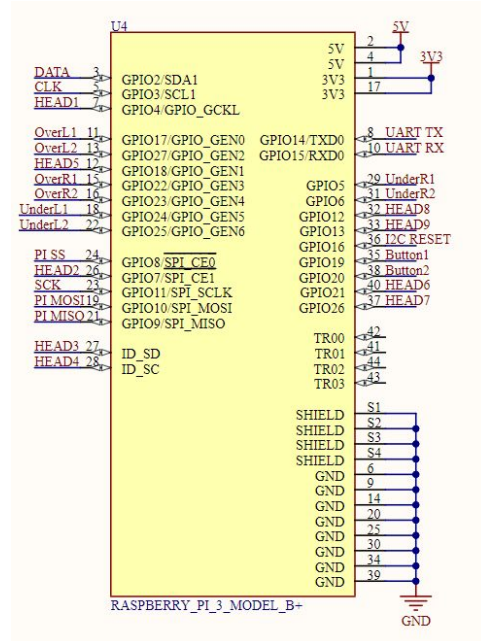 U4
5V
3V3
DATA 3 GPIO2/SDA1
CLK 5 GPIO3/SCL1
HEAD1 7 GPIO4/GPIO_GCKL
OverL1 11 GPIO17/GPIO_GEN0
OverL2 13 GPIO27/GPIO_GEN2
HEAD5 12 GPIO18/GPIO_GEN1
OverR1 15 GPIO22/GPIO_GEN3
OverR2 16 GPIO23/GPIO_GEN4
UnderL1 18 GPIO24/GPIO_GEN5
UnderL2 22 GPIO25/GPIO_GEN6
PI SS 24 GPIO8/SPI_CE0
HEAD2 26 GPIO7/SPI_CE1
SCK 23 GPIO11/SPI_SCLK
PI MOSI 19 GPIO10/SPI_MOSI
PI MISO 21 GPIO9/SPI_MISO
HEAD3 27 ID_SD
HEAD4 28 ID_SC
5V 2
5V 4
3V3 1
3V3 17
GPIO14/TXD0 8 UART TX
GPIO15/RXD0 10 UART RX
GPIO5 29 UnderR1
GPIO6 31 UnderR2
GPIO12 32 HEAD8
GPIO13 33 HEAD9
GPIO16 36 I2C RESET
GPIO19 35 Button1
GPIO20 38 Button2
GPIO21 40 HEAD6
GPIO26 37 HEAD7
TR00 42
TR01 41
TR02 44
TR03 43
SHIELD S1
SHIELD S2
SHIELD S3
SHIELD S4
GND 6
GND 9
GND 14
GND 20
GND 25
GND 30
GND 34
GND 39
RASPBERRY_PI_3_MODEL_B+
GND